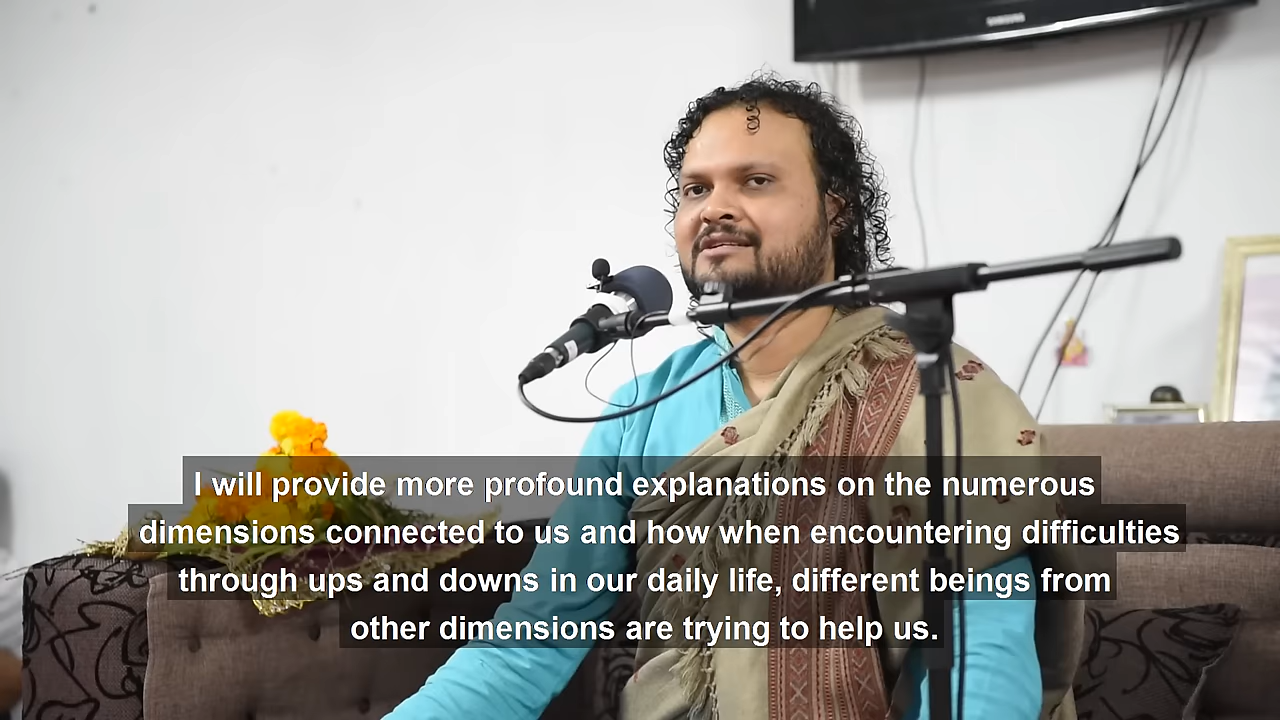 SAMSUNG
I will provide more profound explanations on the numerous
dimensions connected to us and how when encountering difficulties
through ups and downs in our daily life, different beings from
other dimensions are trying to help us.